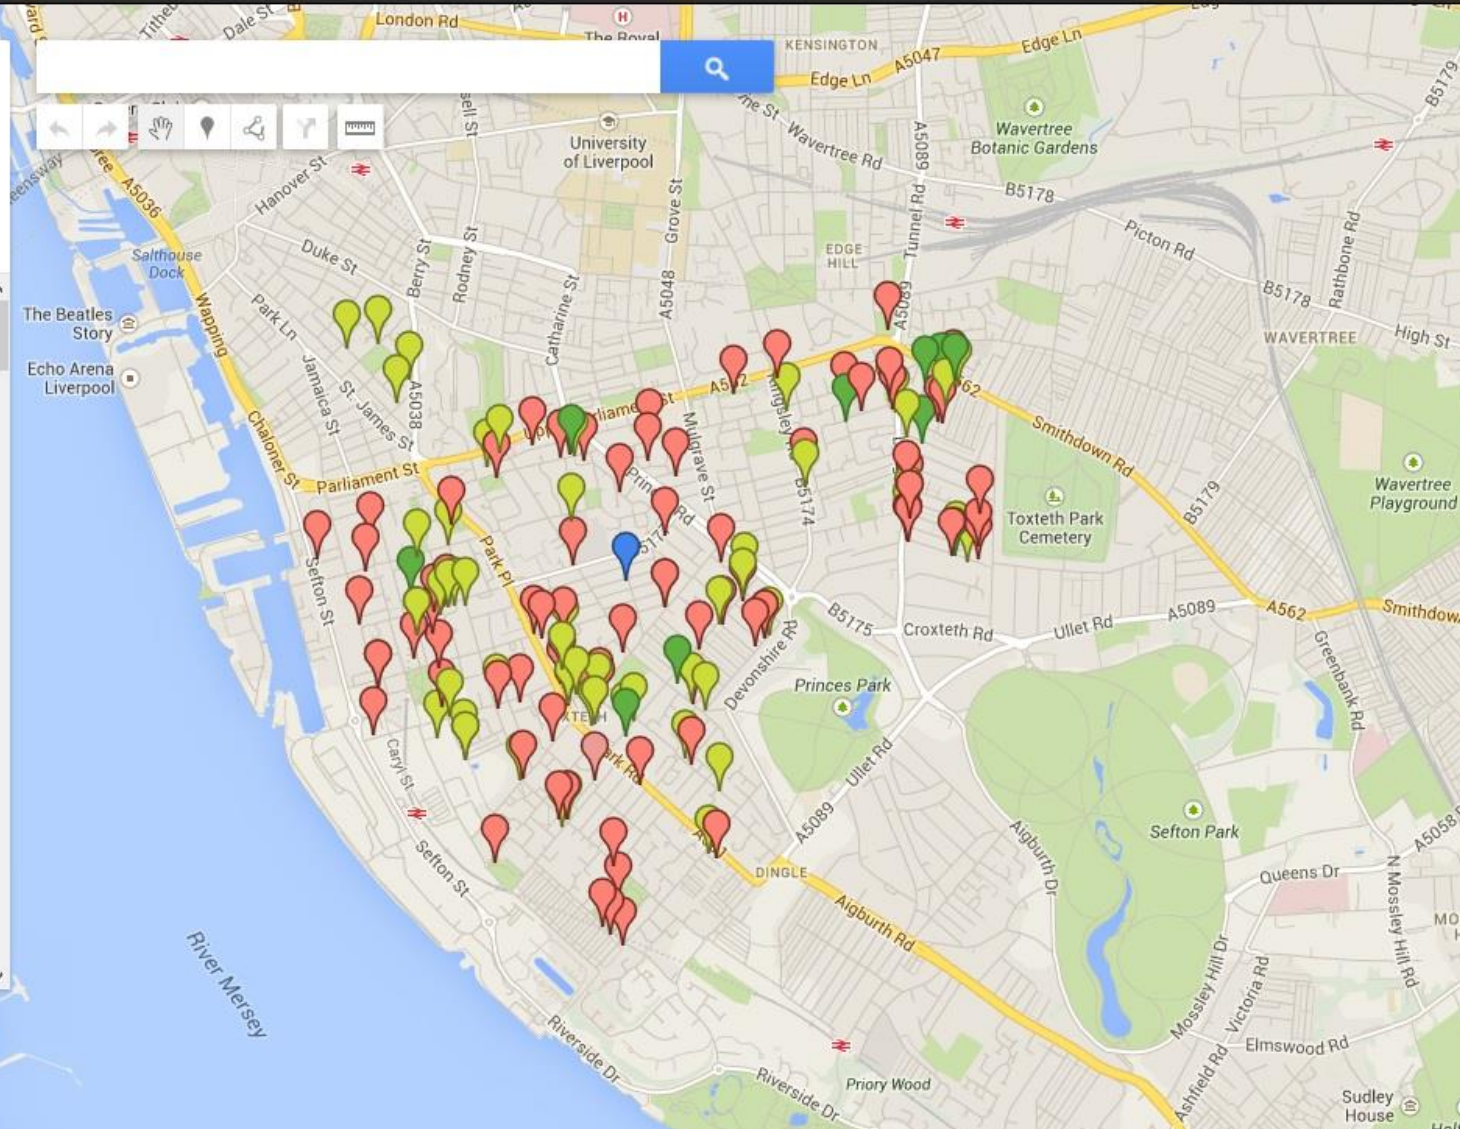 London Rd
Dale St
The Royal
KENSINGTON
Edge Ln
A5047
Edge Ln
B5179
Wavertree
Botanic Gardens
University
of Liverpool
Wavertree Rd
A5089
B5178
A5036
Hanover St
Grove St
Tunnel Rd
Picton Rd
Rathbone Rd
Salthouse
Dock
Duke St
Berry St
Rodney St
EDGE
HILL
A5048
A5089
B5178
High St
WAVERTREE
The Beatles
Story
Wapping
Park Ln
Catharine St
Echo Arena
Liverpool
Jamaica St
St. James St
A5038
Chaloner St
Mulgrave St
Smithdown Rd
Parliament St
B5174
B5179
Toxteth Park
Cemetery
Wavertree
Playground
Park Pl
Sefton St
B5175
Croxteth Rd
Ullet Rd
A5089
A562
Devonshire R
Greenbank Rd
Princes Park
Caryl St
Ullet Rd
A5089
Sefton Park
A5058
Sefton St
DINGLE
Aigburth Dr
Queens Dr
N Mossley Hill Rd
Aigburth Rd
River Mersey
Mossley Hill Dr
Victoria Rd
Elmswood Rd
Riverside Dr
Riverside Dr
Priory Wood
Ashfield Rd
Sudley
House